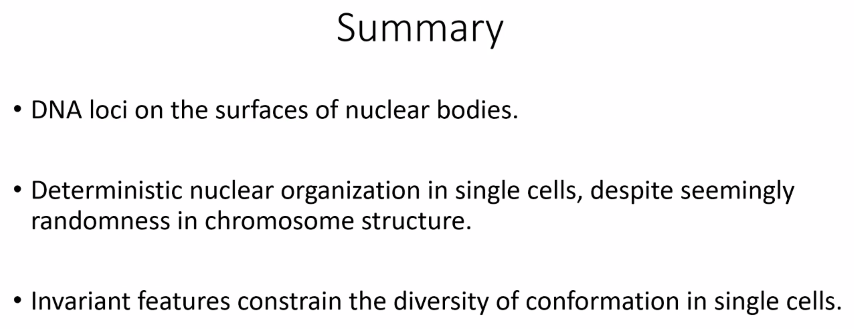 Summary
• DNA loci on the surfaces of nuclear bodies.
• Deterministic nuclear organization in single cells, despite seemingly
randomness in chromosome structure.
• Invariant features constrain the diversity of conformation in single cells.